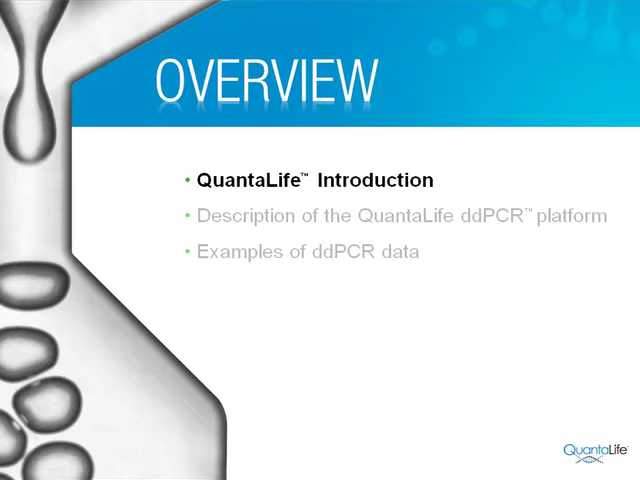 OVERVIEW
• QuantaLife™ Introduction
• Description of the QuantaLife ddPCR™ platform
• Examples of ddPCR data
QuantaLife